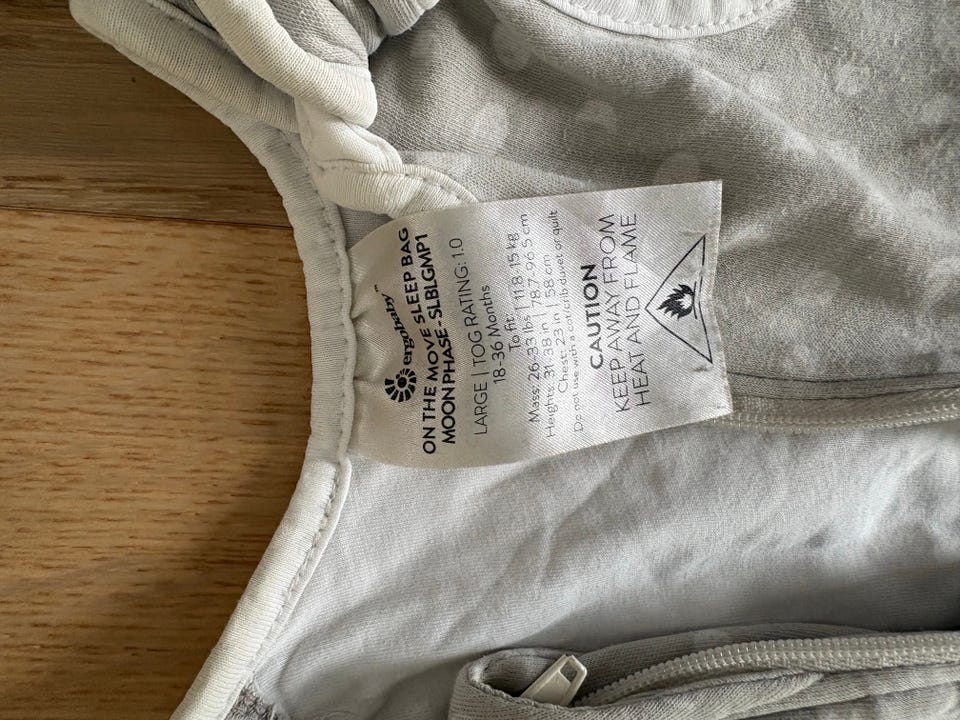 ergobaby™
ON THE MOVE SLEEP BAG
MOON PHASE - SLBLGMP1
LARGE | TOG RATING: 1.0
18-36 Months
To fit:
Mass: 26-33 lbs | 11.8-15 kg
Heights: 31-38 in | 78.7-96.5 cm
Chest: 23 in | 58 cm
Do not use with a cot/crib duvet or quilt
CAUTION
KEEP AWAY FROM
HEAT AND FLAME